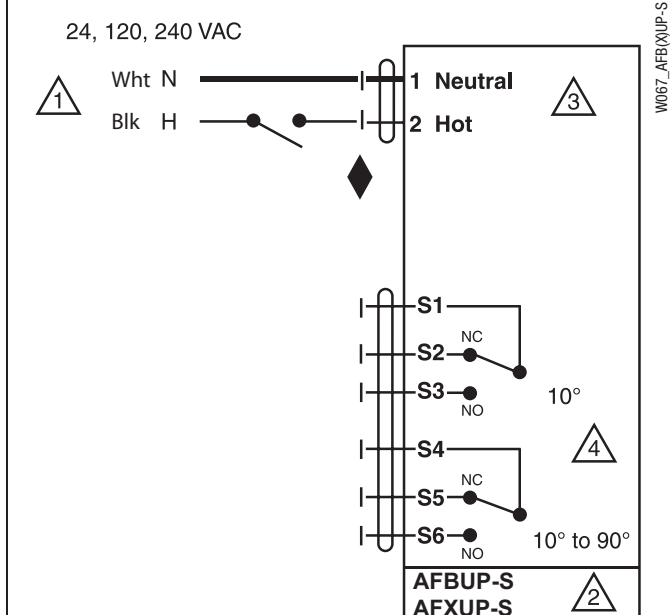 W067_AFB(X)UP-S
24, 120, 240 VAC
1
Wht N
1 Neutral
3
Blk H
2 Hot
S1
NC
S2
S3
NO
10°
S4
4
NC
S5
S6
NO
10° to 90°
AFBUP-S
AFXUP-S
2